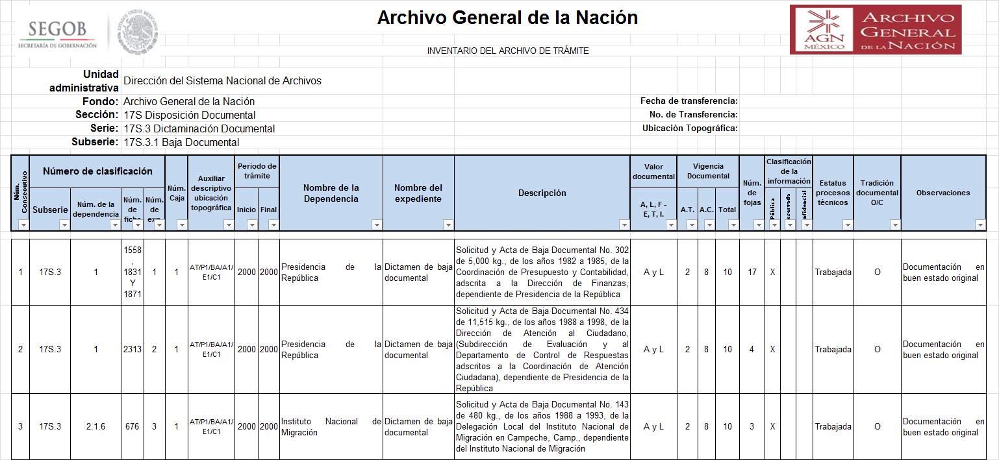 SEGOB
SECRETARÍA DE GOBERNACIÓN
ESTADOS UNIDOS MEXICANOS
Archivo General de la Nación
INVENTARIO DEL ARCHIVO DE TRÁMITE
AGN
MÉXICO
ARCHIVO
GENERAL
DE LA NACIÓN
Unidad
administrativa
Dirección del Sistema Nacional de Archivos
Fondo: Archivo General de la Nación
Sección: 17S Disposición Documental
Serie: 17S.3 Dictaminación Documental
Subserie: 17S.3.1 Baja Documental
Fecha de transferencia:
No. de Transferencia:
Ubicación Topográfica:
Núm.
Consecutivo
Número de clasificación
Subserie
Núm. de la
dependencia
Núm.
de
Núm.
de
Núm.
Caja
Auxiliar
descriptivo
ubicación
topográfica
Periodo de
trámite
Inicio Final
Nombre de la
Dependencia
Nombre del
expediente
Descripción
Valor
documental
A, L, F -
E, T, I.
Vigencia
Documental
A.T. A.C. Total
Núm.
de
fojas
Clasificación
de la
información
Pública
Estatus
procesos
técnicos
Tradición
documental
O/C
Observaciones
1
17S.3
1
1558
,
1831
Y
1871
1
1
AT/P1/BA/A1/
E1/C1
2000 2000
Presidencia de la
República
Dictamen de baja
documental
Solicitud y Acta de Baja Documental No. 302
de 5,000 kg., de los años 1982 a 1985, de la
Coordinación de Presupuesto y Contabilidad,
adscrita a la Dirección de Finanzas,
dependiente de Presidencia de la República
A y L
2 8 10 17 X
Trabajada
O
Documentación en
buen estado original
2
17S.3
1
2313
2
1
AT/P1/BA/A1/
E1/C1
2000 2000
Presidencia de la
República
Dictamen de baja
documental
Solicitud y Acta de Baja Documental No. 434
de 11,515 kg., de los años 1988 a 1998, de la
Dirección de Atención al Ciudadano,
(Subdirección de Evaluación y al
Departamento de Control de Respuestas
adscritos a la Coordinación de Atención
Ciudadana), dependiente de Presidencia de la
República
A y L
2 8 10 4 X
Trabajada
O
Documentación en
buen estado original
3
17S.3
2.1.6
676
3
1
AT/P1/BA/A1/
E1/C1
2000 2000
Instituto Nacional de
Migración
Dictamen de baja
documental
Solicitud y Acta de Baja Documental No. 143
de 480 kg., de los años 1988 a 1993, de la
Delegación Local del Instituto Nacional de
Migración en Campeche, Camp., dependiente
del Instituto Nacional de Migración
A y L
2 8 10 3 X
Trabajada
O
Documentación en
buen estado original